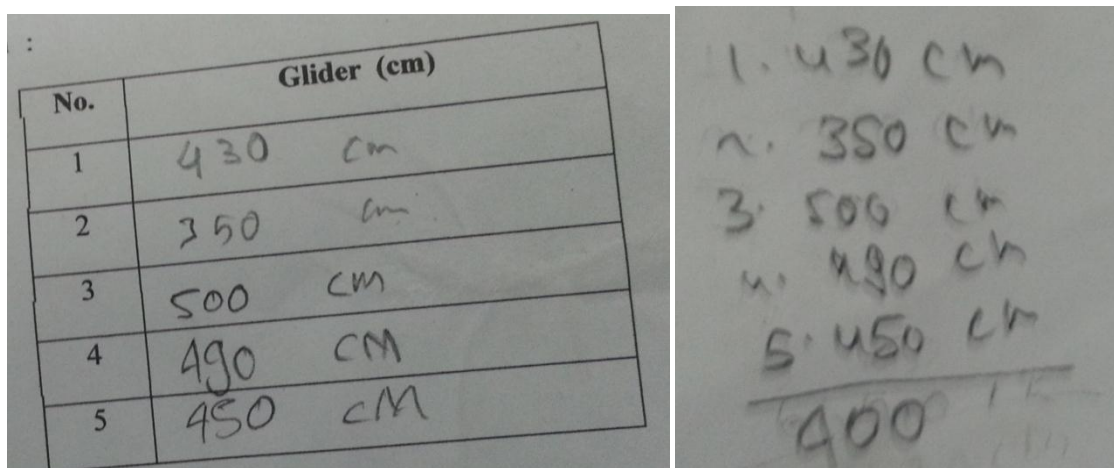 :
No. Glider (cm)
1 430 cm
2 350 cm
3 500 cm
4 490 CM
5 450 CM
1. 430 cm
2. 350 cm
3. 500 cm
4. 490 cm
5. 450 cm
400